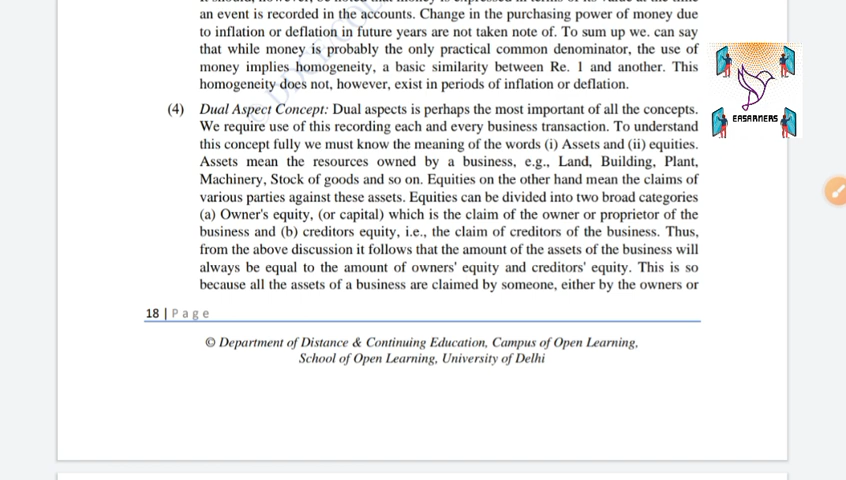 an event is recorded in the accounts. Change in the purchasing power of money due
to inflation or deflation in future years are not taken note of. To sum up we. can say
that while money is probably the only practical common denominator, the use of
money implies homogeneity, a basic similarity between Re. 1 and another. This
homogeneity does not, however, exist in periods of inflation or deflation.
(4) Dual Aspect Concept: Dual aspects is perhaps the most important of all the concepts.
We require use of this recording each and every business transaction. To understand
this concept fully we must know the meaning of the words (i) Assets and (ii) equities.
Assets mean the resources owned by a business, e.g., Land, Building, Plant,
Machinery, Stock of goods and so on. Equities on the other hand mean the claims of
various parties against these assets. Equities can be divided into two broad categories
(a) Owner's equity, (or capital) which is the claim of the owner or proprietor of the
business and (b) creditors equity, i.e., the claim of creditors of the business. Thus,
from the above discussion it follows that the amount of the assets of the business will
always be equal to the amount of owners' equity and creditors' equity. This is so
because all the assets of a business are claimed by someone, either by the owners or
18 | Page
© Department of Distance & Continuing Education, Campus of Open Learning,
School of Open Learning, University of Delhi
EASARNERS